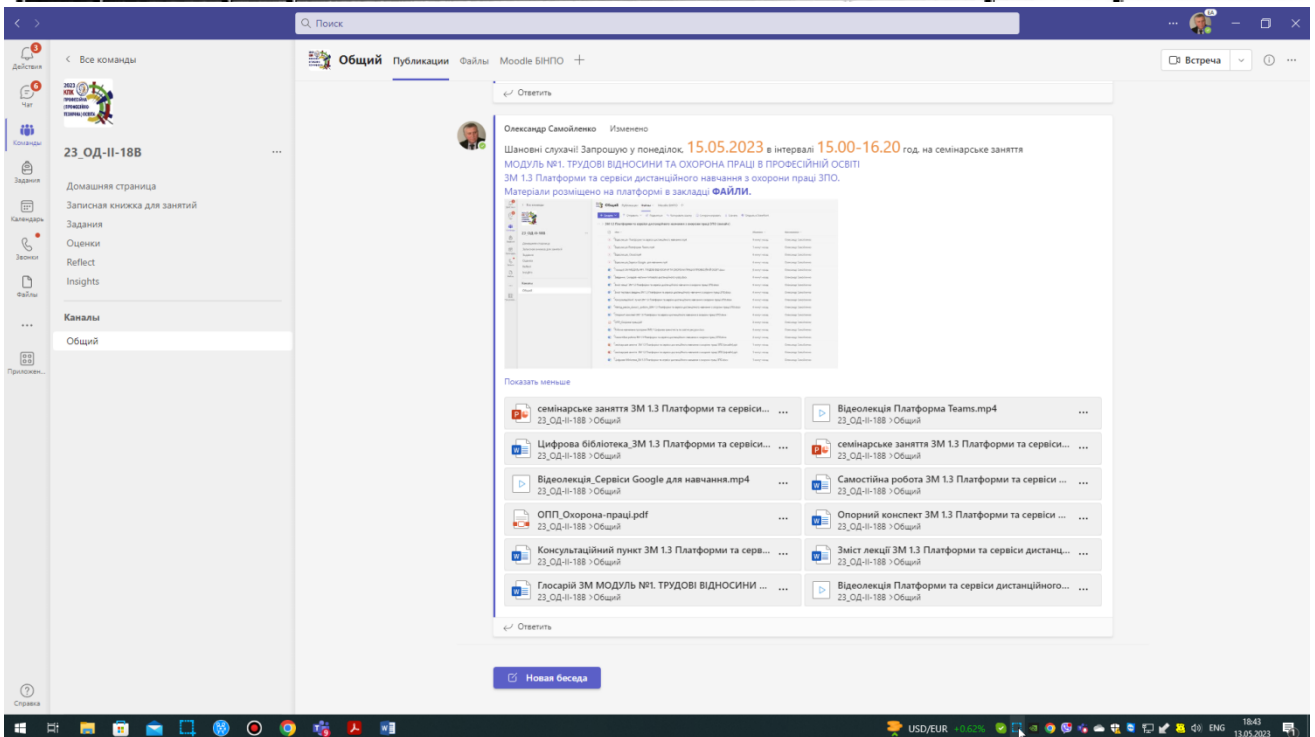 Поиск
EA
Действия
5
Чат
6
Команды
Задания
Календарь
Звонки
Файлы
Приложен...
Справка
Все команды
23_ОД-ІІ-18В
Домашняя страница
Записная книжка для занятий
Задания
Оценки
Reflect
Insights
Каналы
Общий
Общий Публикации Файлы Moodle БІНПО
Встреча
Ответить
Олександр Самойленко Изменено
Шановні слухачі! Запрошую у понеділок, 15.05.2023 в інтервалі 15.00-16.20 год. на семінарське заняття
МОДУЛЬ №1. ТРУДОВІ ВІДНОСИНИ ТА ОХОРОНА ПРАЦІ В ПРОФЕСІЙНІЙ ОСВІТІ
ЗМ 1.3 Платформи та сервіси дистанційного навчання з охорони праці ЗПО.
Матеріали розміщено на платформі в закладці ФАЙЛИ.
Показать меньше
семінарське заняття ЗМ 1.3 Платформи та сервіси...
23_ОД-ІІ-18В > Общий
Відеолекція Платформа Teams.mp4
23_ОД-ІІ-18В > Общий
Цифрова бібліотека_ЗМ 1.3 Платформи та сервіси...
23_ОД-ІІ-18В > Общий
семінарське заняття ЗМ 1.3 Платформи та сервіси...
23_ОД-ІІ-18В > Общий
Відеолекція_Сервіси Google для навчання.mp4
23_ОД-ІІ-18В > Общий
Самостійна робота ЗМ 1.3 Платформи та сервіси ...
23_ОД-ІІ-18В > Общий
ОПП_Охорона-праці.pdf
23_ОД-ІІ-18В > Общий
Опорний конспект ЗМ 1.3 Платформи та сервіси ...
23_ОД-ІІ-18В > Общий
Консультаційний пункт ЗМ 1.3 Платформи та серв...
23_ОД-ІІ-18В > Общий
Зміст лекції ЗМ 1.3 Платформи та сервіси дистанц...
23_ОД-ІІ-18В > Общий
Глосарій ЗМ МОДУЛЬ №1. ТРУДОВІ ВІДНОСИНИ ...
23_ОД-ІІ-18В > Общий
Відеолекція Платформи та сервіси дистанційного...
23_ОД-ІІ-18В > Общий
Ответить
Новая беседа
USD/EUR +0.62%
ENG
18:43
13.05.2023